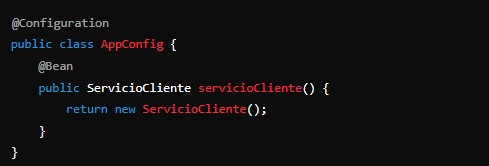 @Configuration
public class AppConfig {
    @Bean
    public ServicioCliente servicioCliente() {
        return new ServicioCliente();
    }
}